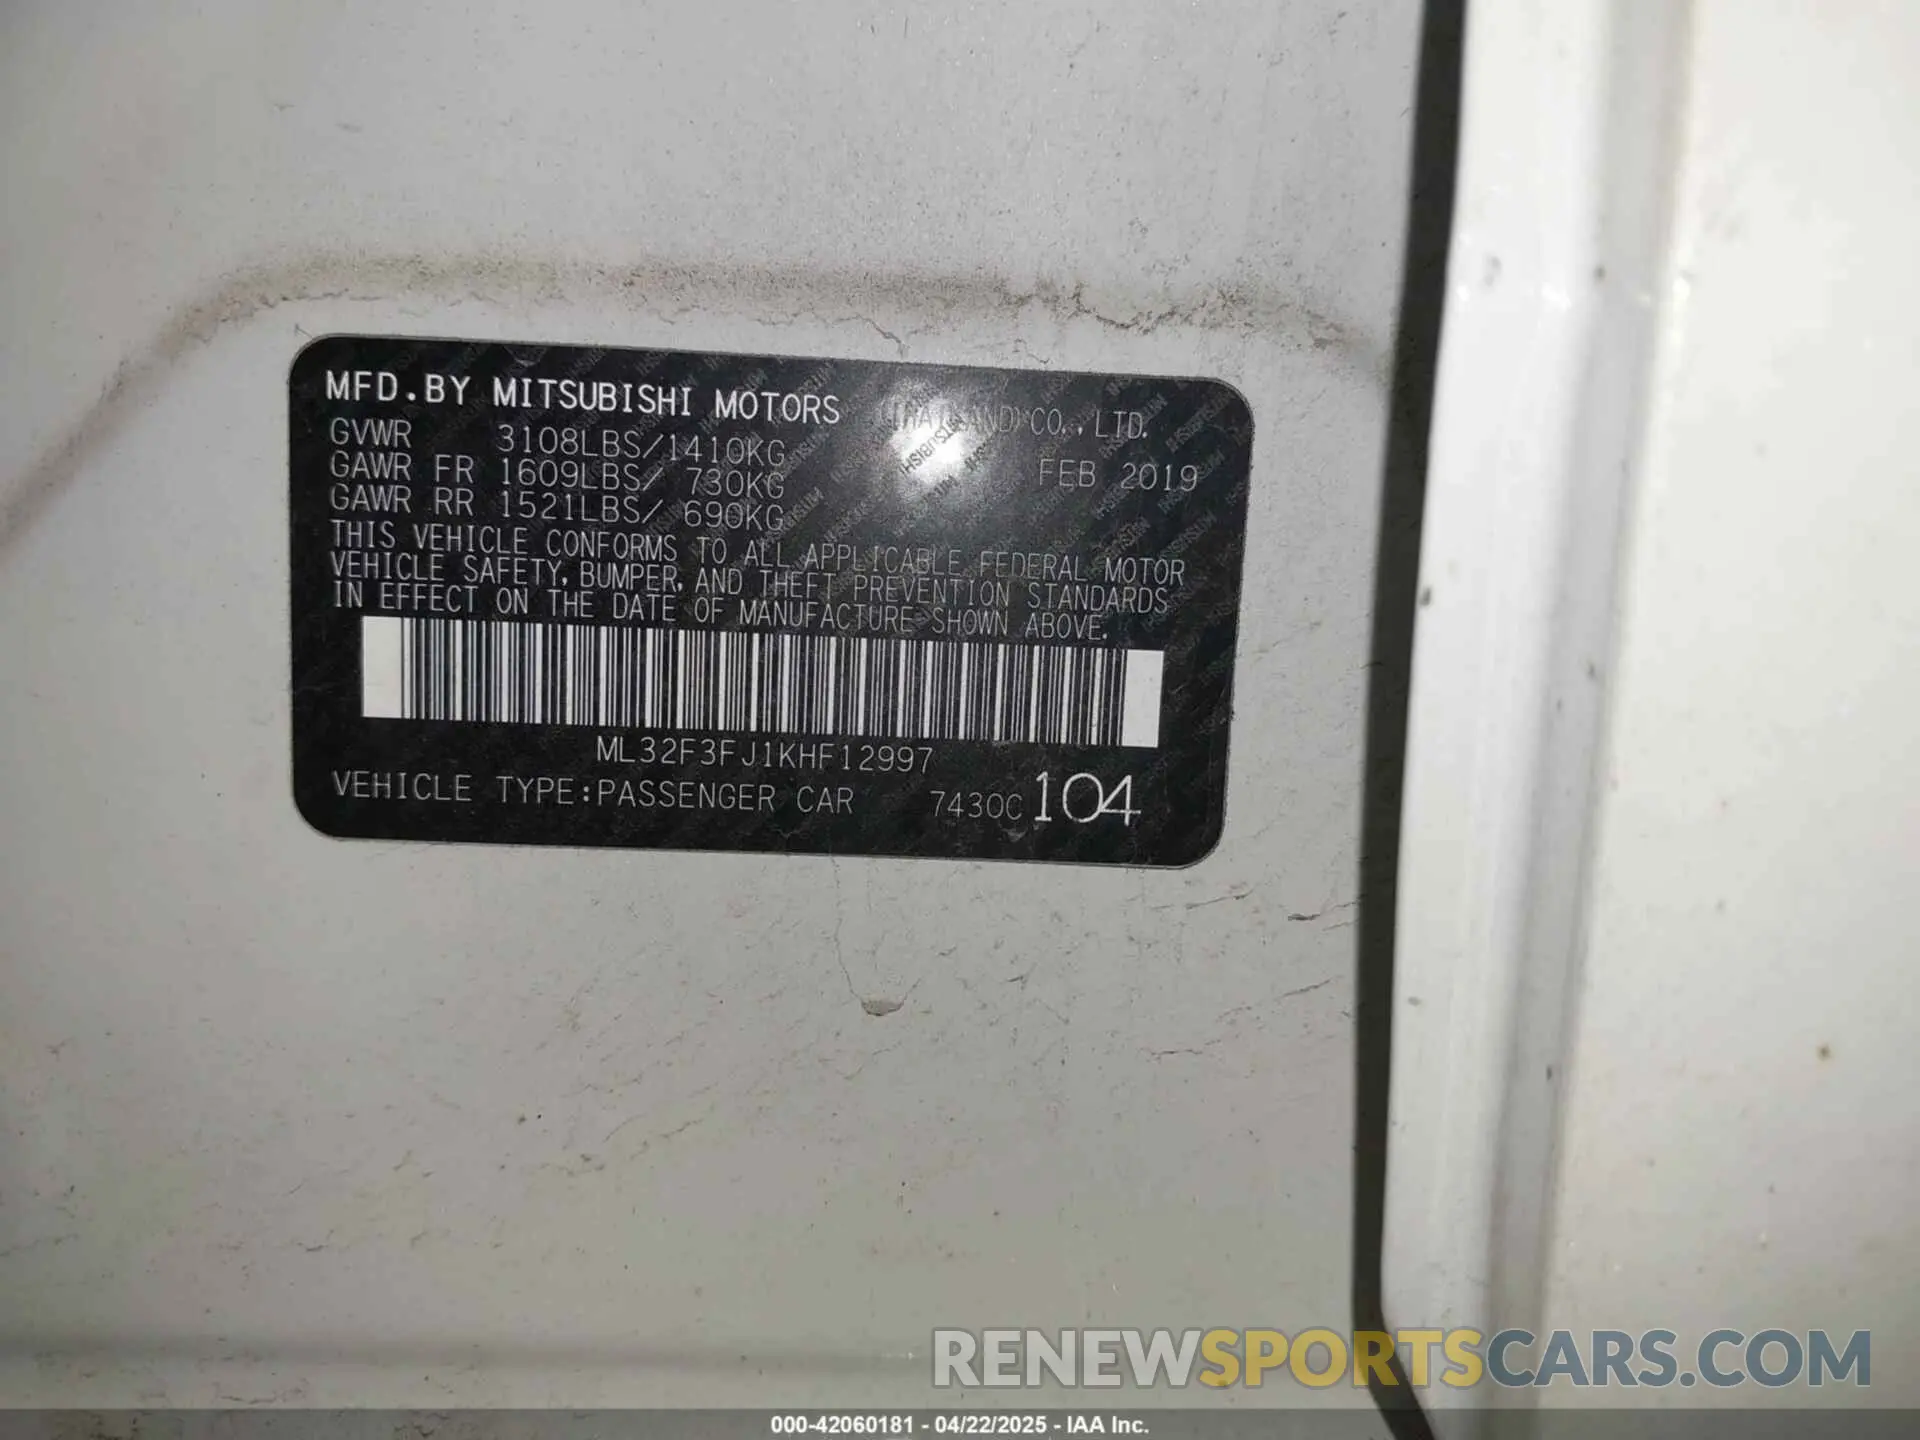 MFD.BY MITSUBISHI MOTORS (THAILAND) CO.,LTD.
GVWR 3108LBS/1410KG
GAWR FR 1609LBS/ 730KG FEB 2019
GAWR RR 1521LBS/ 690KG
THIS VEHICLE CONFORMS TO ALL APPLICABLE FEDERAL MOTOR
VEHICLE SAFETY, BUMPER, AND THEFT PREVENTION STANDARDS
IN EFFECT ON THE DATE OF MANUFACTURE SHOWN ABOVE.
ML32F3FJ1KHF12997
VEHICLE TYPE:PASSENGER CAR 7430C 104
RENEWSPORTSCARS.COM
000-42060181 - 04/22/2025 - IAA Inc.